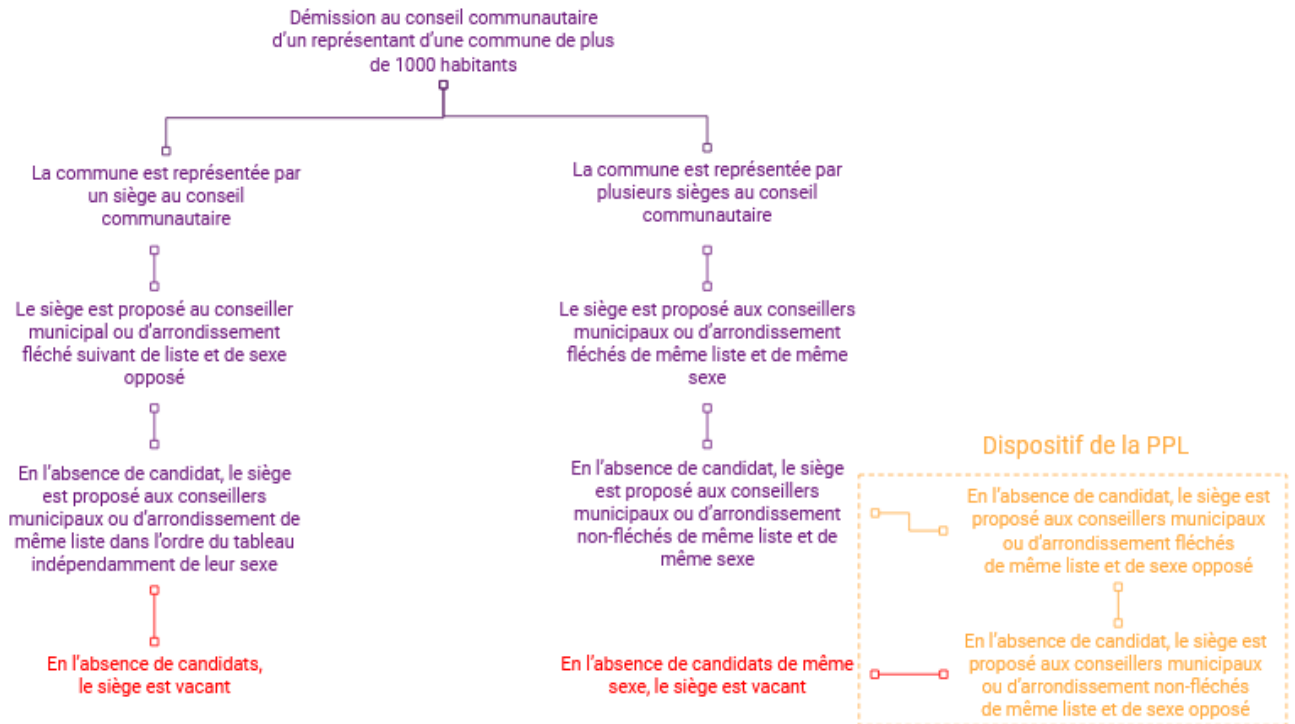 Démission au conseil communautaire
d'un représentant d'une commune de plus
de 1000 habitants
La commune est représentée par
un siège au conseil
communautaire
Le siège est proposé au conseiller
municipal ou d'arrondissement
fléché suivant de liste et de sexe
opposé
En l'absence de candidat, le siège
est proposé aux conseillers
municipaux ou d'arrondissement de
même liste dans l'ordre du tableau
indépendamment de leur sexe
En l'absence de candidats,
le siège est vacant
La commune est représentée par
plusieurs sièges au conseil
communautaire
Le siège est proposé aux conseillers
municipaux ou d'arrondissement
fléchés de même liste et de même
sexe
En l'absence de candidat, le siège
est proposé aux conseillers
municipaux ou d'arrondissement
non-fléchés de même liste et de
même sexe
En l'absence de candidats de même
sexe, le siège est vacant
Dispositif de la PPL
En l'absence de candidat, le siège est
proposé aux conseillers municipaux
ou d'arrondissement fléchés
de même liste et de sexe opposé
En l'absence de candidat, le siège est
proposé aux conseillers municipaux
ou d'arrondissement non-fléchés
de même liste et de sexe opposé